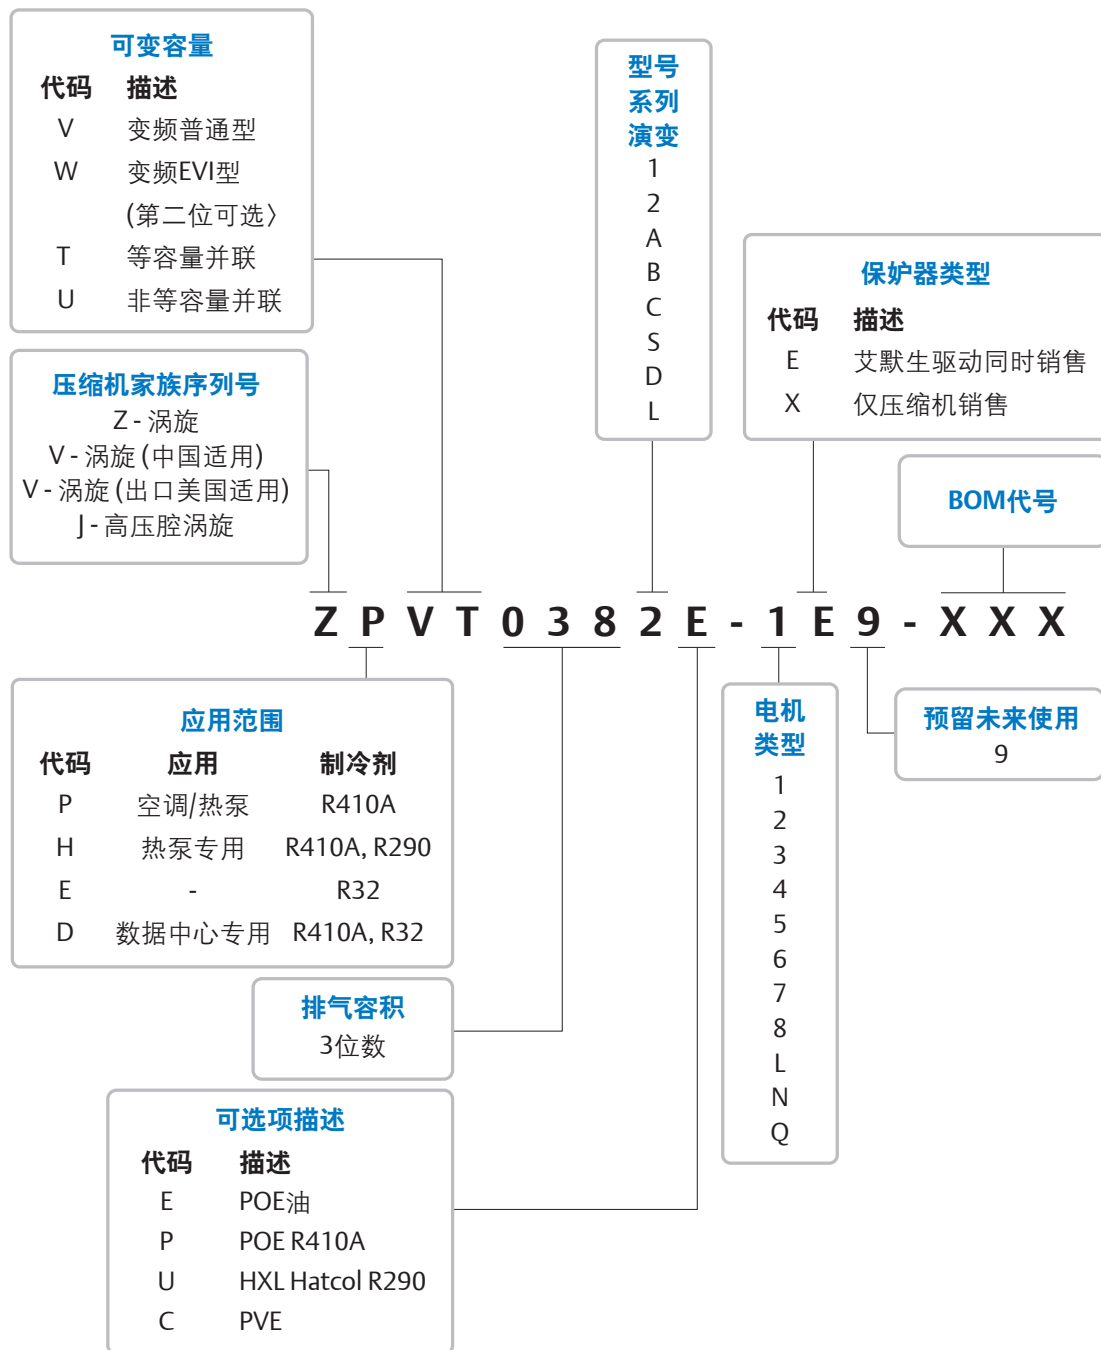 可变容量
代码 描述
V 变频普通型
W 变频EVI型
(第二位可选〉
T 等容量并联
U 非等容量并联
压缩机家族序列号
Z - 涡旋
V - 涡旋 (中国适用)
V - 涡旋 (出口美国适用)
J - 高压腔涡旋
型号
系列
演变
1
2
A
B
C
S
D
L
保妒器类型
代码 描述
E 艾默生驱动同时销售
X 仅压缩机销售
BOM代号
Z P V T 0 3 8 2 E - 1 E 9 - X X X
应用范围
代码 应用 制冷剂
P 空调/热泵 R410A
H 热泵专用 R410A, R290
E - R32
D 数据中心专用 R410A, R32
排气容积
3位数
可选项描述
代码 描述
E POE油
P POE R410A
U HXL Hatcol R290
C PVE
电机
类型
1
2
3
4
5
6
7
8
L
N
Q
预留未来使用
9